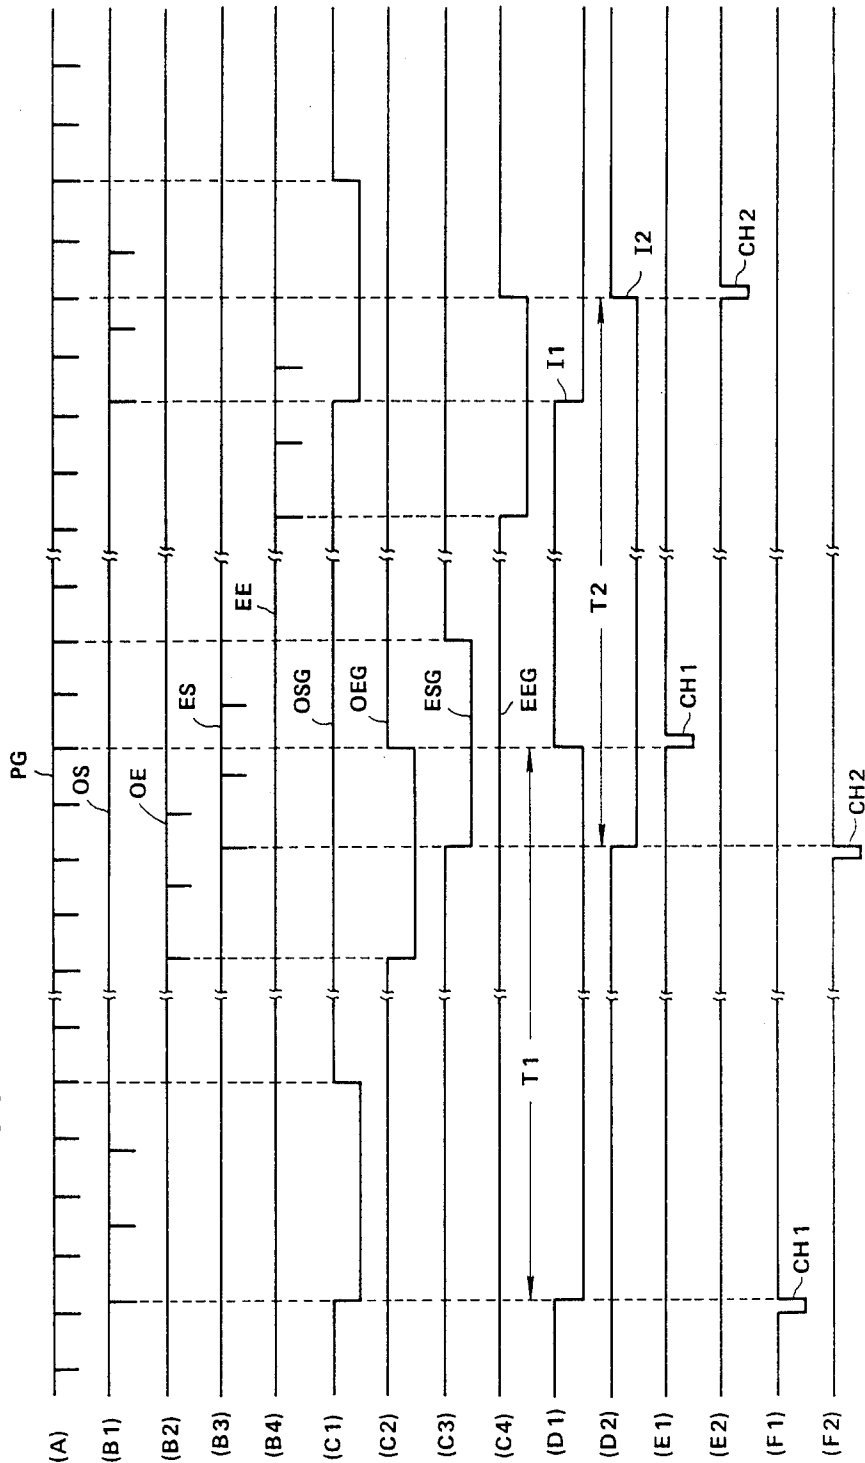 (A)
PG
(B1)
OS
(B2)
OE
(B3)
ES
(B4)
EE
(C1)
OSG
(C2)
OEG
(C3)
ESG
(C4)
EEG
T1
(D1)
I1
T2
(D2)
I2
(E1)
CH1
(E2)
CH2
(F1)
CH1
(F2)
CH2